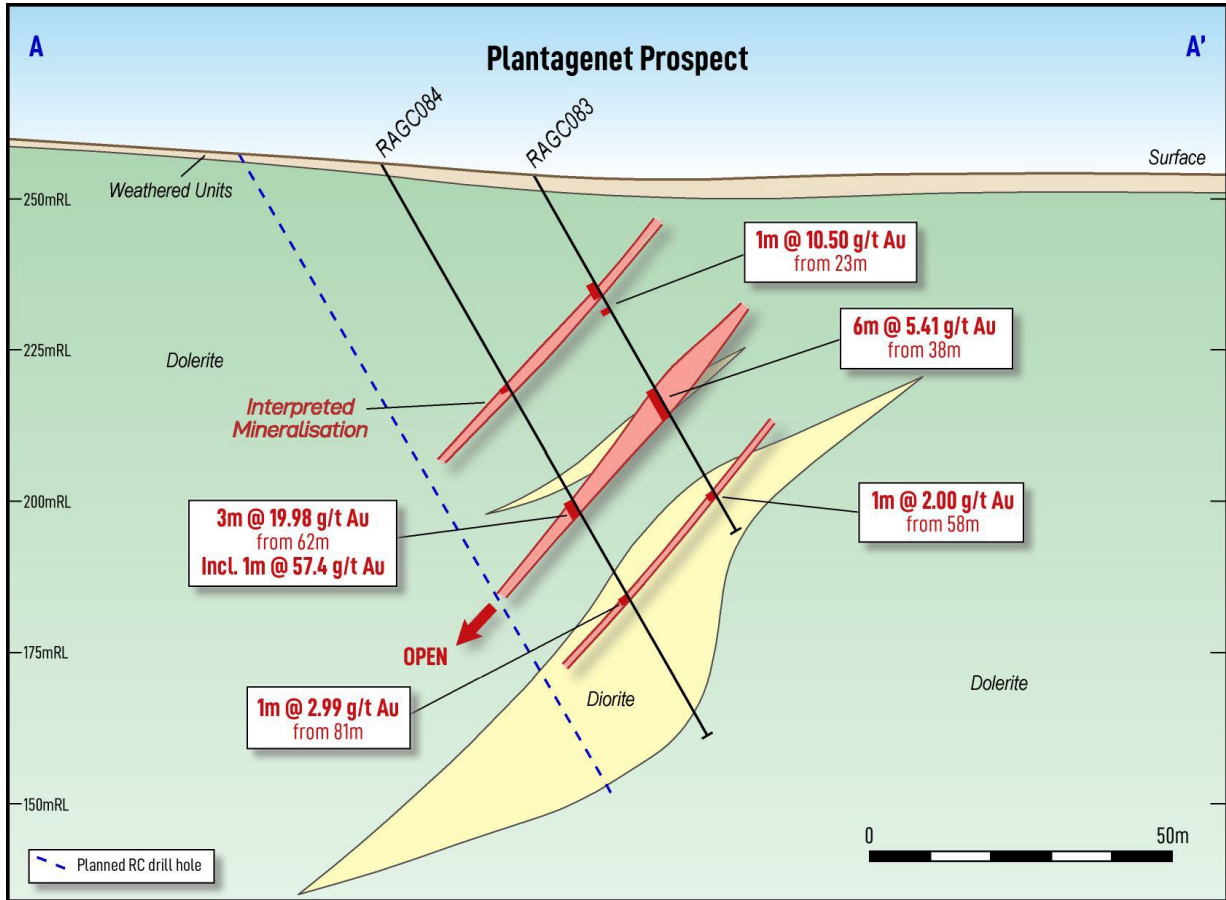 A
Plantagenet Prospect
A’
RAGC084
RAGC083
Surface
Weathered Units
250mRL
1m @ 10.50 g/t Au
from 23m
6m @ 5.41 g/t Au
from 38m
225mRL
Dolerite
Interpreted
Mineralisation
200mRL
3m @ 19.98 g/t Au
from 62m
Incl. 1m @ 57.4 g/t Au
1m @ 2.00 g/t Au
from 58m
OPEN
175mRL
Dolerite
1m @ 2.99 g/t Au
from 81m
Diorite
150mRL
0
50m
Planned RC drill hole